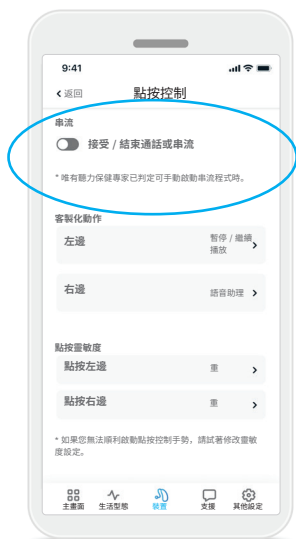 9:41
返回 點按控制
串流
接受 / 結束通話或串流
* 唯有聽力保健專家已判定可手動啟動串流程式時。
客製化動作
左邊 暫停 / 繼續
播放
右邊 語音助理
點按靈敏度
點按左邊 重
點按右邊 重
* 如果您無法順利啟動點按控制手勢，請試著修改靈敏
度設定。
主畫面 生活型態 裝置 支援 其他設定